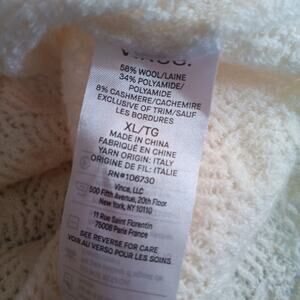 VINCE.
58% WOOL/LAINE
34% POLYAMIDE/
POLYAMIDE
8% CASHMERE/CACHEMIRE
EXCLUSIVE OF TRIM/SAUF
LES BORDURES
XL/TG
MADE IN CHINA
FABRIQUÉ EN CHINE
YARN ORIGIN: ITALY
ORIGINE DE FIL: ITALIE
RN#106730
Vince, LLC
500 Fifth Avenue, 20th Floor
New York, NY 10110
11 Rue Saint Florentin
75008 Paris France
SEE REVERSE FOR CARE
VOIR AU VERSO POUR LES SOINS